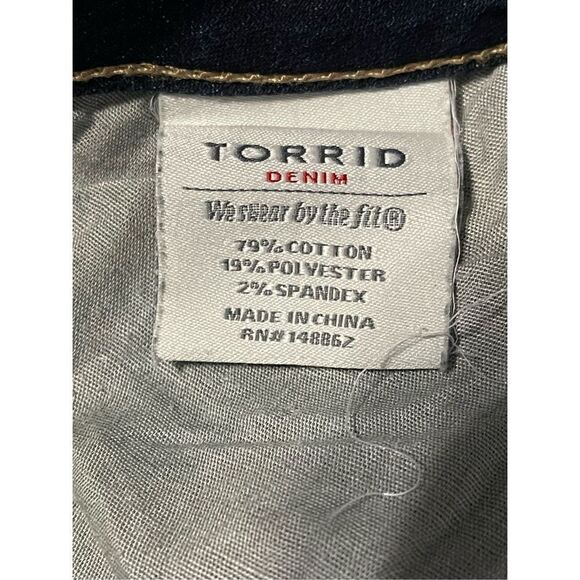 TORRID
DENIM
We swear by the fit®
79% COTTON
19% POLYESTER
2% SPANDEX
MADE IN CHINA
RN# 148862